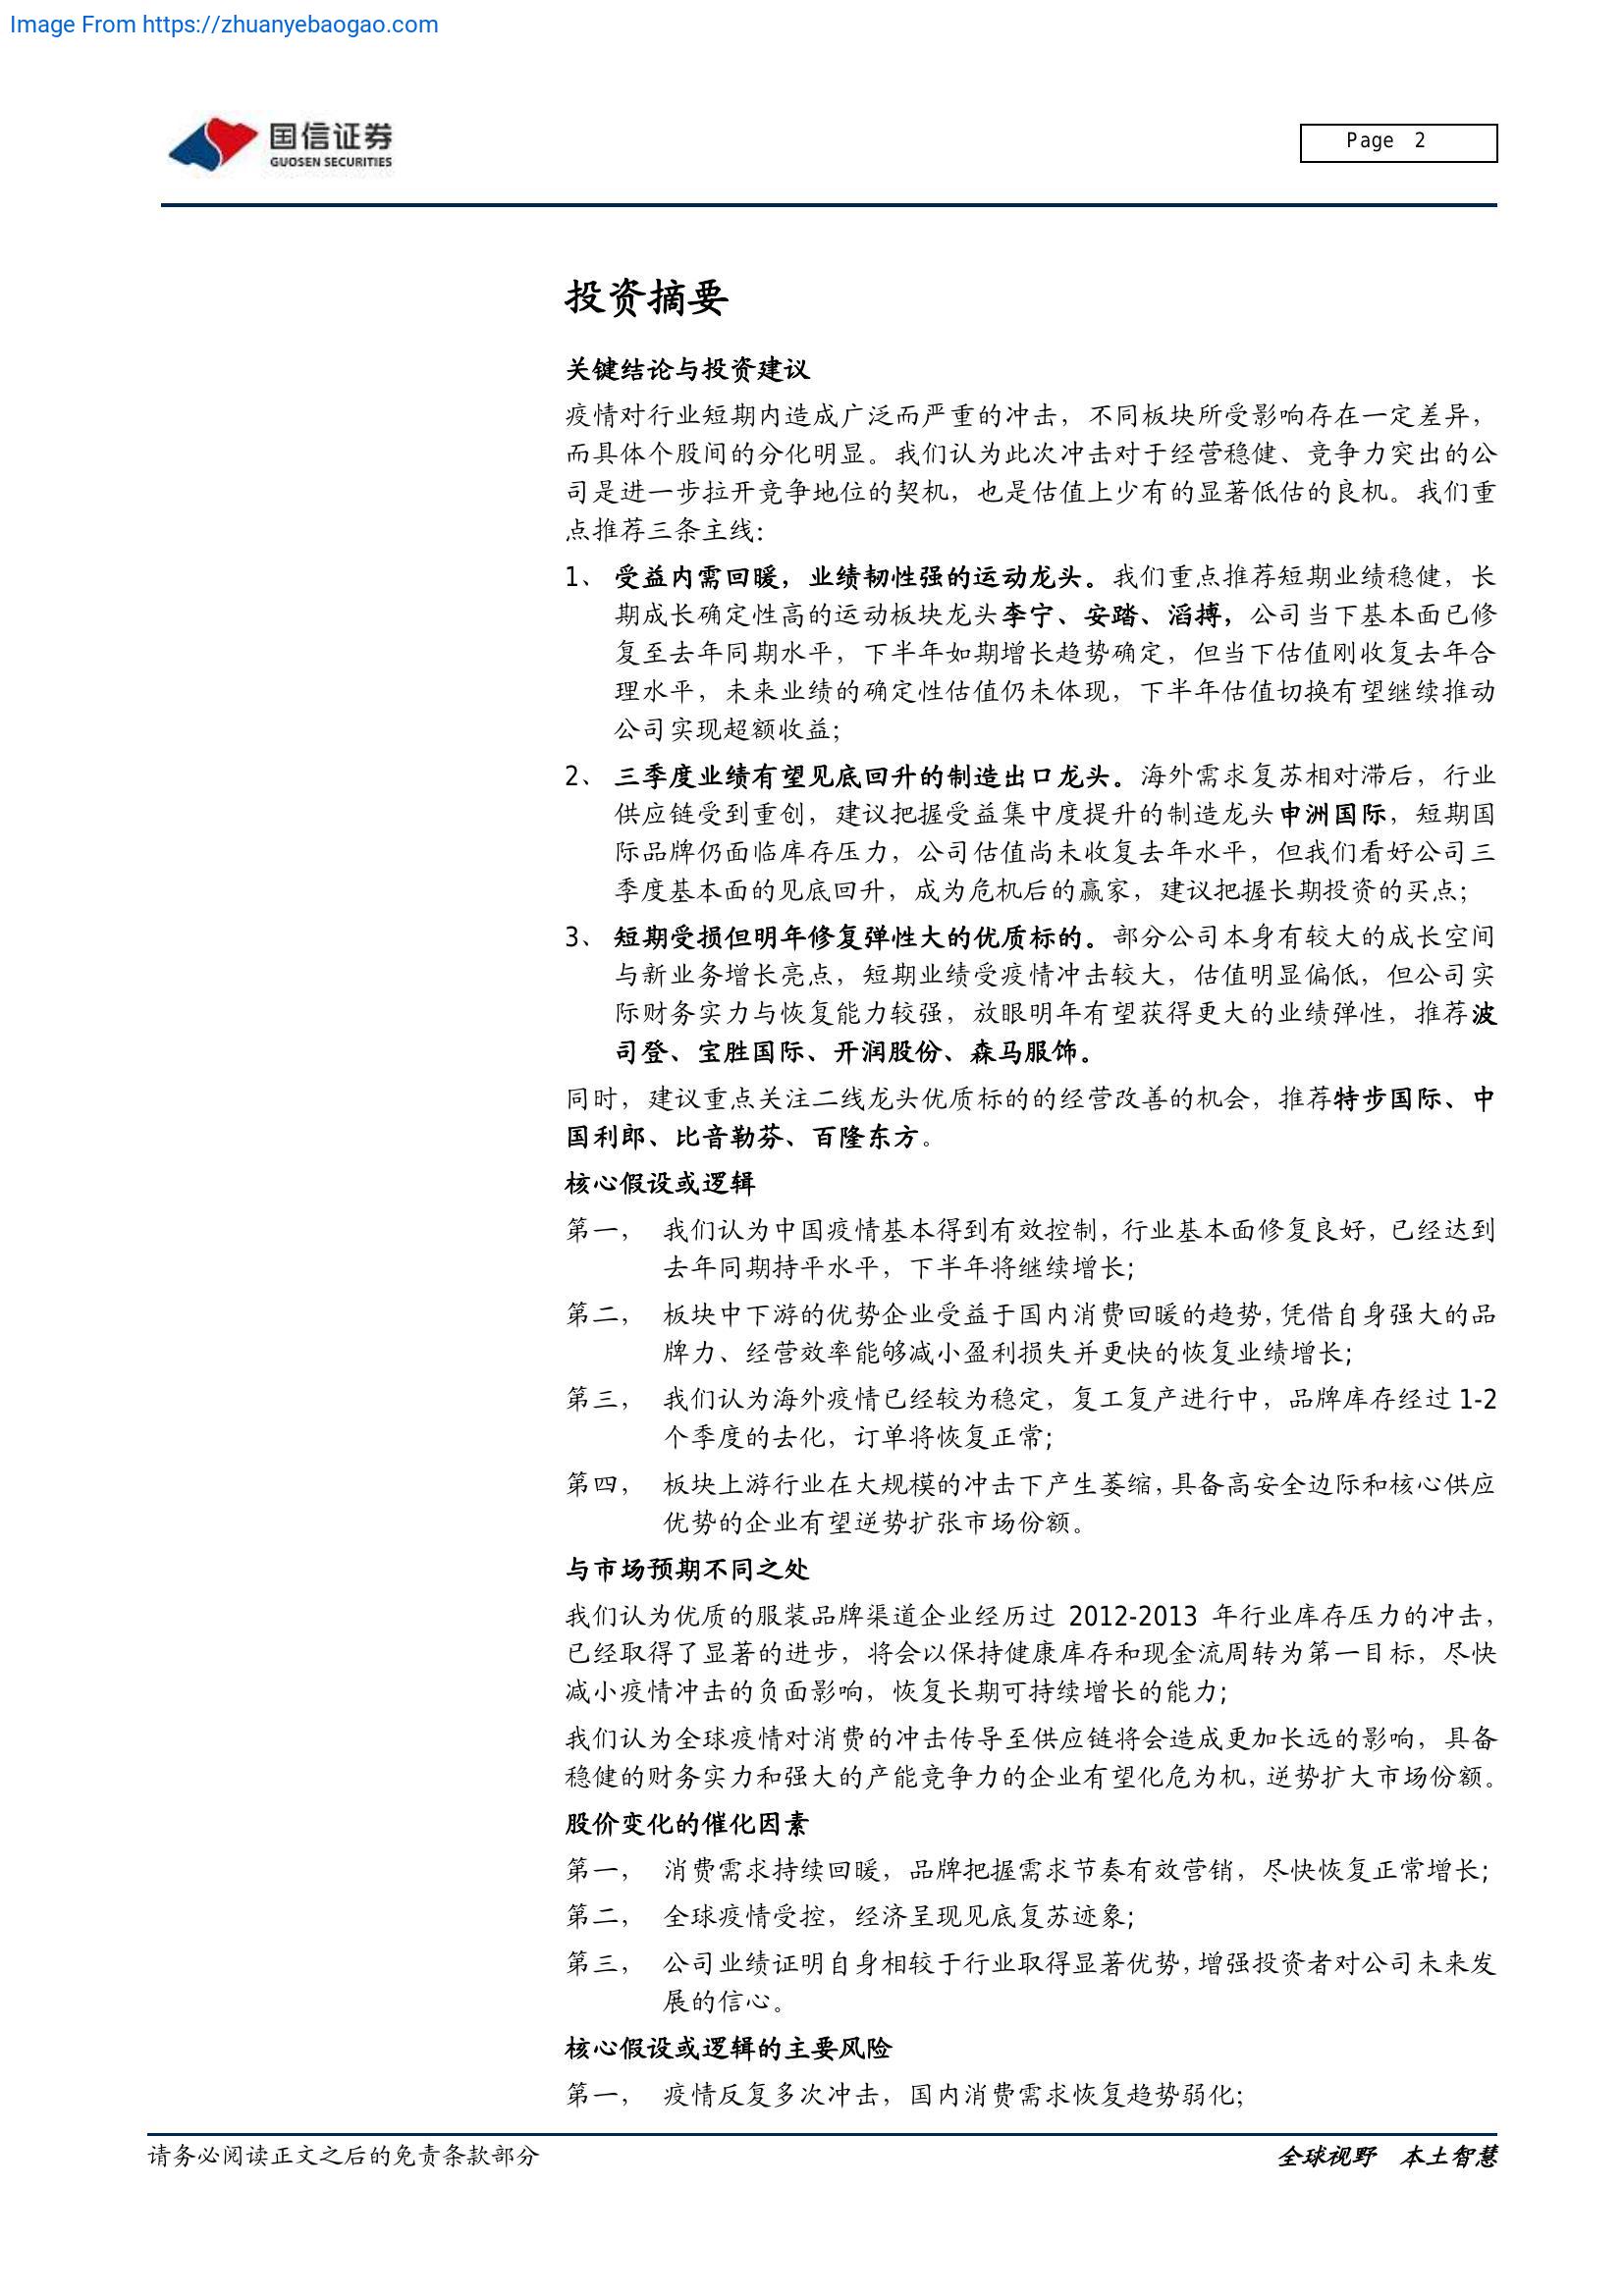 Image From https://zhuanyebaogao.com
国信证券
GUOSEN SECURITIES
Page 2
投资摘要
关键结论与投资建议
疫情对行业短期内造成广泛而严重的冲击，不同板块所受影响存在一定差异，
而具体个股间的分化明显。我们认为此次冲击对于经营稳健、竞争力突出的公
司是进一步拉开竞争地位的契机，也是估值上少有的显著低估的良机。我们重
点推荐三条主线：
1、 受益内需回暖，业绩韧性强的运动龙头。我们重点推荐短期业绩稳健，长
期成长确定性高的运动板块龙头李宁、安踏、滔搏，公司当下基本面已修
复至去年同期水平，下半年如期增长趋势确定，但当下估值刚收复去年合
理水平，未来业绩的确定性估值仍未体现，下半年估值切换有望继续推动
公司实现超额收益；
2、 三季度业绩有望见底回升的制造出口龙头。海外需求复苏相对滞后，行业
供应链受到重创，建议把握受益集中度提升的制造龙头申洲国际，短期国
际品牌仍面临库存压力，公司估值尚未收复去年水平，但我们看好公司三
季度基本面的见底回升，成为危机后的赢家，建议把握长期投资的买点；
3、 短期受损但明年修复弹性大的优质标的。部分公司本身有较大的成长空间
与新业务增长亮点，短期业绩受疫情冲击较大，估值明显偏低，但公司实
际财务实力与恢复能力较强，放眼明年有望获得更大的业绩弹性，推荐波
司登、宝胜国际、开润股份、森马服饰。
同时，建议重点关注二线龙头优质标的的经营改善的机会，推荐特步国际、中
国利郎、比音勒芬、百隆东方。
核心假设或逻辑
第一， 我们认为中国疫情基本得到有效控制，行业基本面修复良好，已经达到
去年同期持平水平，下半年将继续增长；
第二， 板块中下游的优势企业受益于国内消费回暖的趋势，凭借自身强大的品
牌力、经营效率能够减小盈利损失并更快的恢复业绩增长；
第三， 我们认为海外疫情已经较为稳定，复工复产进行中，品牌库存经过 1-2
个季度的去化，订单将恢复正常；
第四， 板块上游行业在大规模的冲击下产生萎缩，具备高安全边际和核心供应
优势的企业有望逆势扩张市场份额。
与市场预期不同之处
我们认为优质的服装品牌渠道企业经历过 2012-2013 年行业库存压力的冲击，
已经取得了显著的进步，将会以保持健康库存和现金流周转为第一目标，尽快
减小疫情冲击的负面影响，恢复长期可持续增长的能力；
我们认为全球疫情对消费的冲击传导至供应链将会造成更加长远的影响，具备
稳健的财务实力和强大的产能竞争力的企业有望化危为机，逆势扩大市场份额。
股价变化的催化因素
第一， 消费需求持续回暖，品牌把握需求节奏有效营销，尽快恢复正常增长；
第二， 全球疫情受控，经济呈现见底复苏迹象；
第三， 公司业绩证明自身相较于行业取得显著优势，增强投资者对公司未来发
展的信心。
核心假设或逻辑的主要风险
第一， 疫情反复多次冲击，国内消费需求恢复趋势弱化；
请务必阅读正文之后的免责条款部分
全球视野 本土智慧